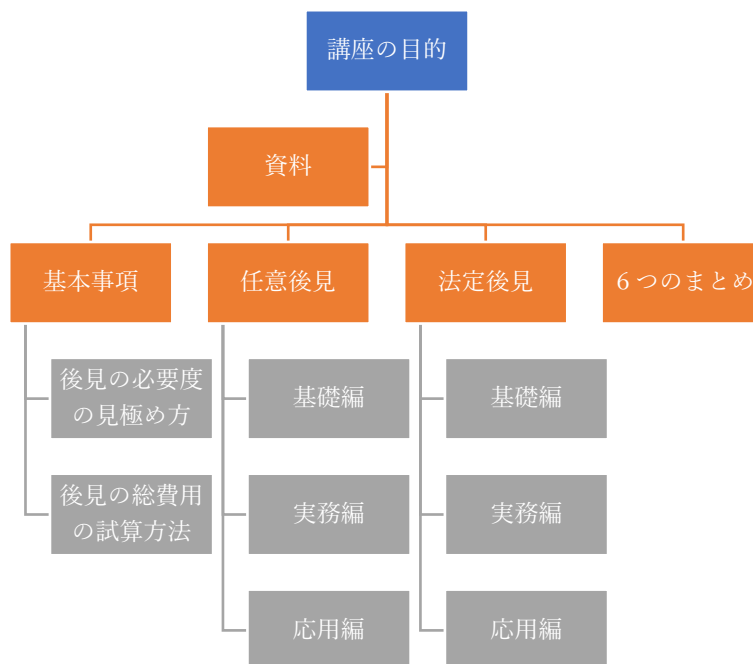 講座の目的
資料
基本事項
任意後見
法定後見
6つのまとめ
後見の必要度
の見極め方
基礎編
基礎編
後見の総費用
の試算方法
実務編
実務編
応用編
応用編